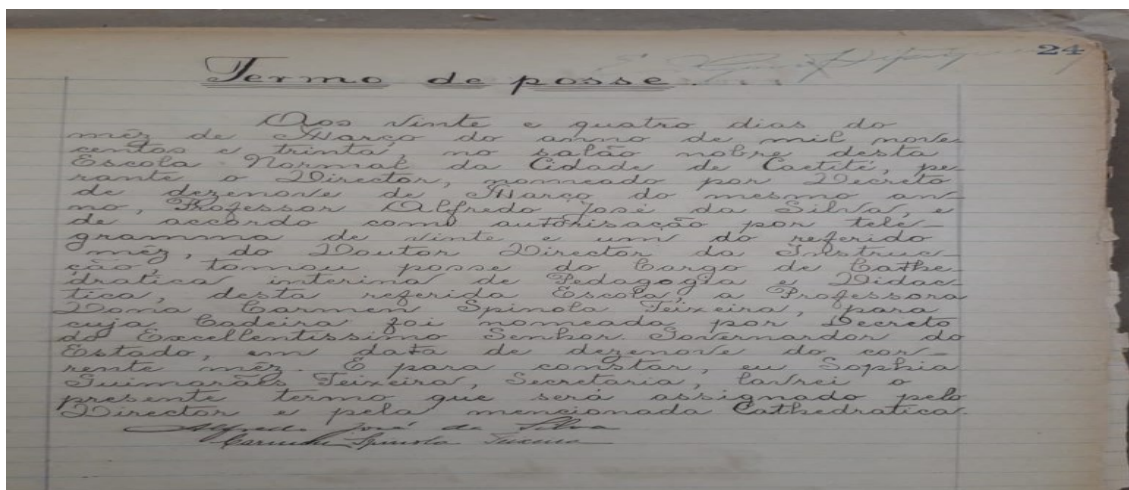 24
Termo de posse
Aos vinte e quatro dias do
mêz de Março do anno de mil nove-
centos e trinta no salão nobre desta
Escola Normal da Cidade de Caetité, pe-
rante o Director, nomeado por Decreto
de dezenove de Março do mesmo an-
no, Professor Alfredo José da Silva, e
de accordo como autorisação por tele-
gramma de vinte e um do referido
mêz, do Doutor Director da Instruc-
ção, tomou posse do Cargo de Cathe-
dratica interina de Pedagogia e Didac-
tica, desta referida Escola, a Professora
Dona Carmen Spinola Teixeira, para
cuja Cadeira foi nomeada por Decreto
do Excellentissimo Senhor Governardor do
Estado, em data de dezenove do cor-
rente mêz. E para constar, eu Sophia
Guimarães Teixeira, Secretaria, lavrei o
presente termo que será assignado pelo
Director e pela mencionada Cathedratica.
Alfredo José da Silva
Carmen Spinola Teixeira